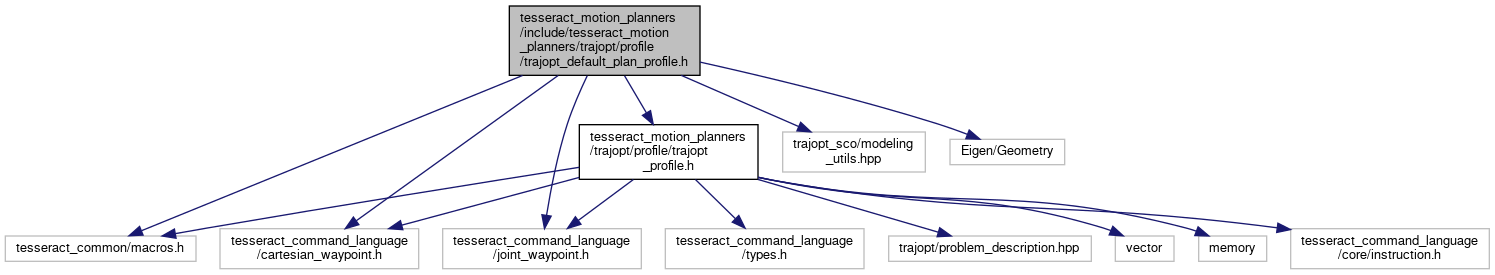 tesseract_motion_planners
/include/tesseract_motion
_planners/trajopt/profile
/trajopt_default_plan_profile.h
tesseract_motion_planners
/trajopt/profile/trajopt
_profile.h
trajopt_sco/modeling
_utils.hpp
Eigen/Geometry
tesseract_common/macros.h
tesseract_command_language
/cartesian_waypoint.h
tesseract_command_language
/joint_waypoint.h
tesseract_command_language
/types.h
trajopt/problem_description.hpp
vector
memory
tesseract_command_language
/core/instruction.h